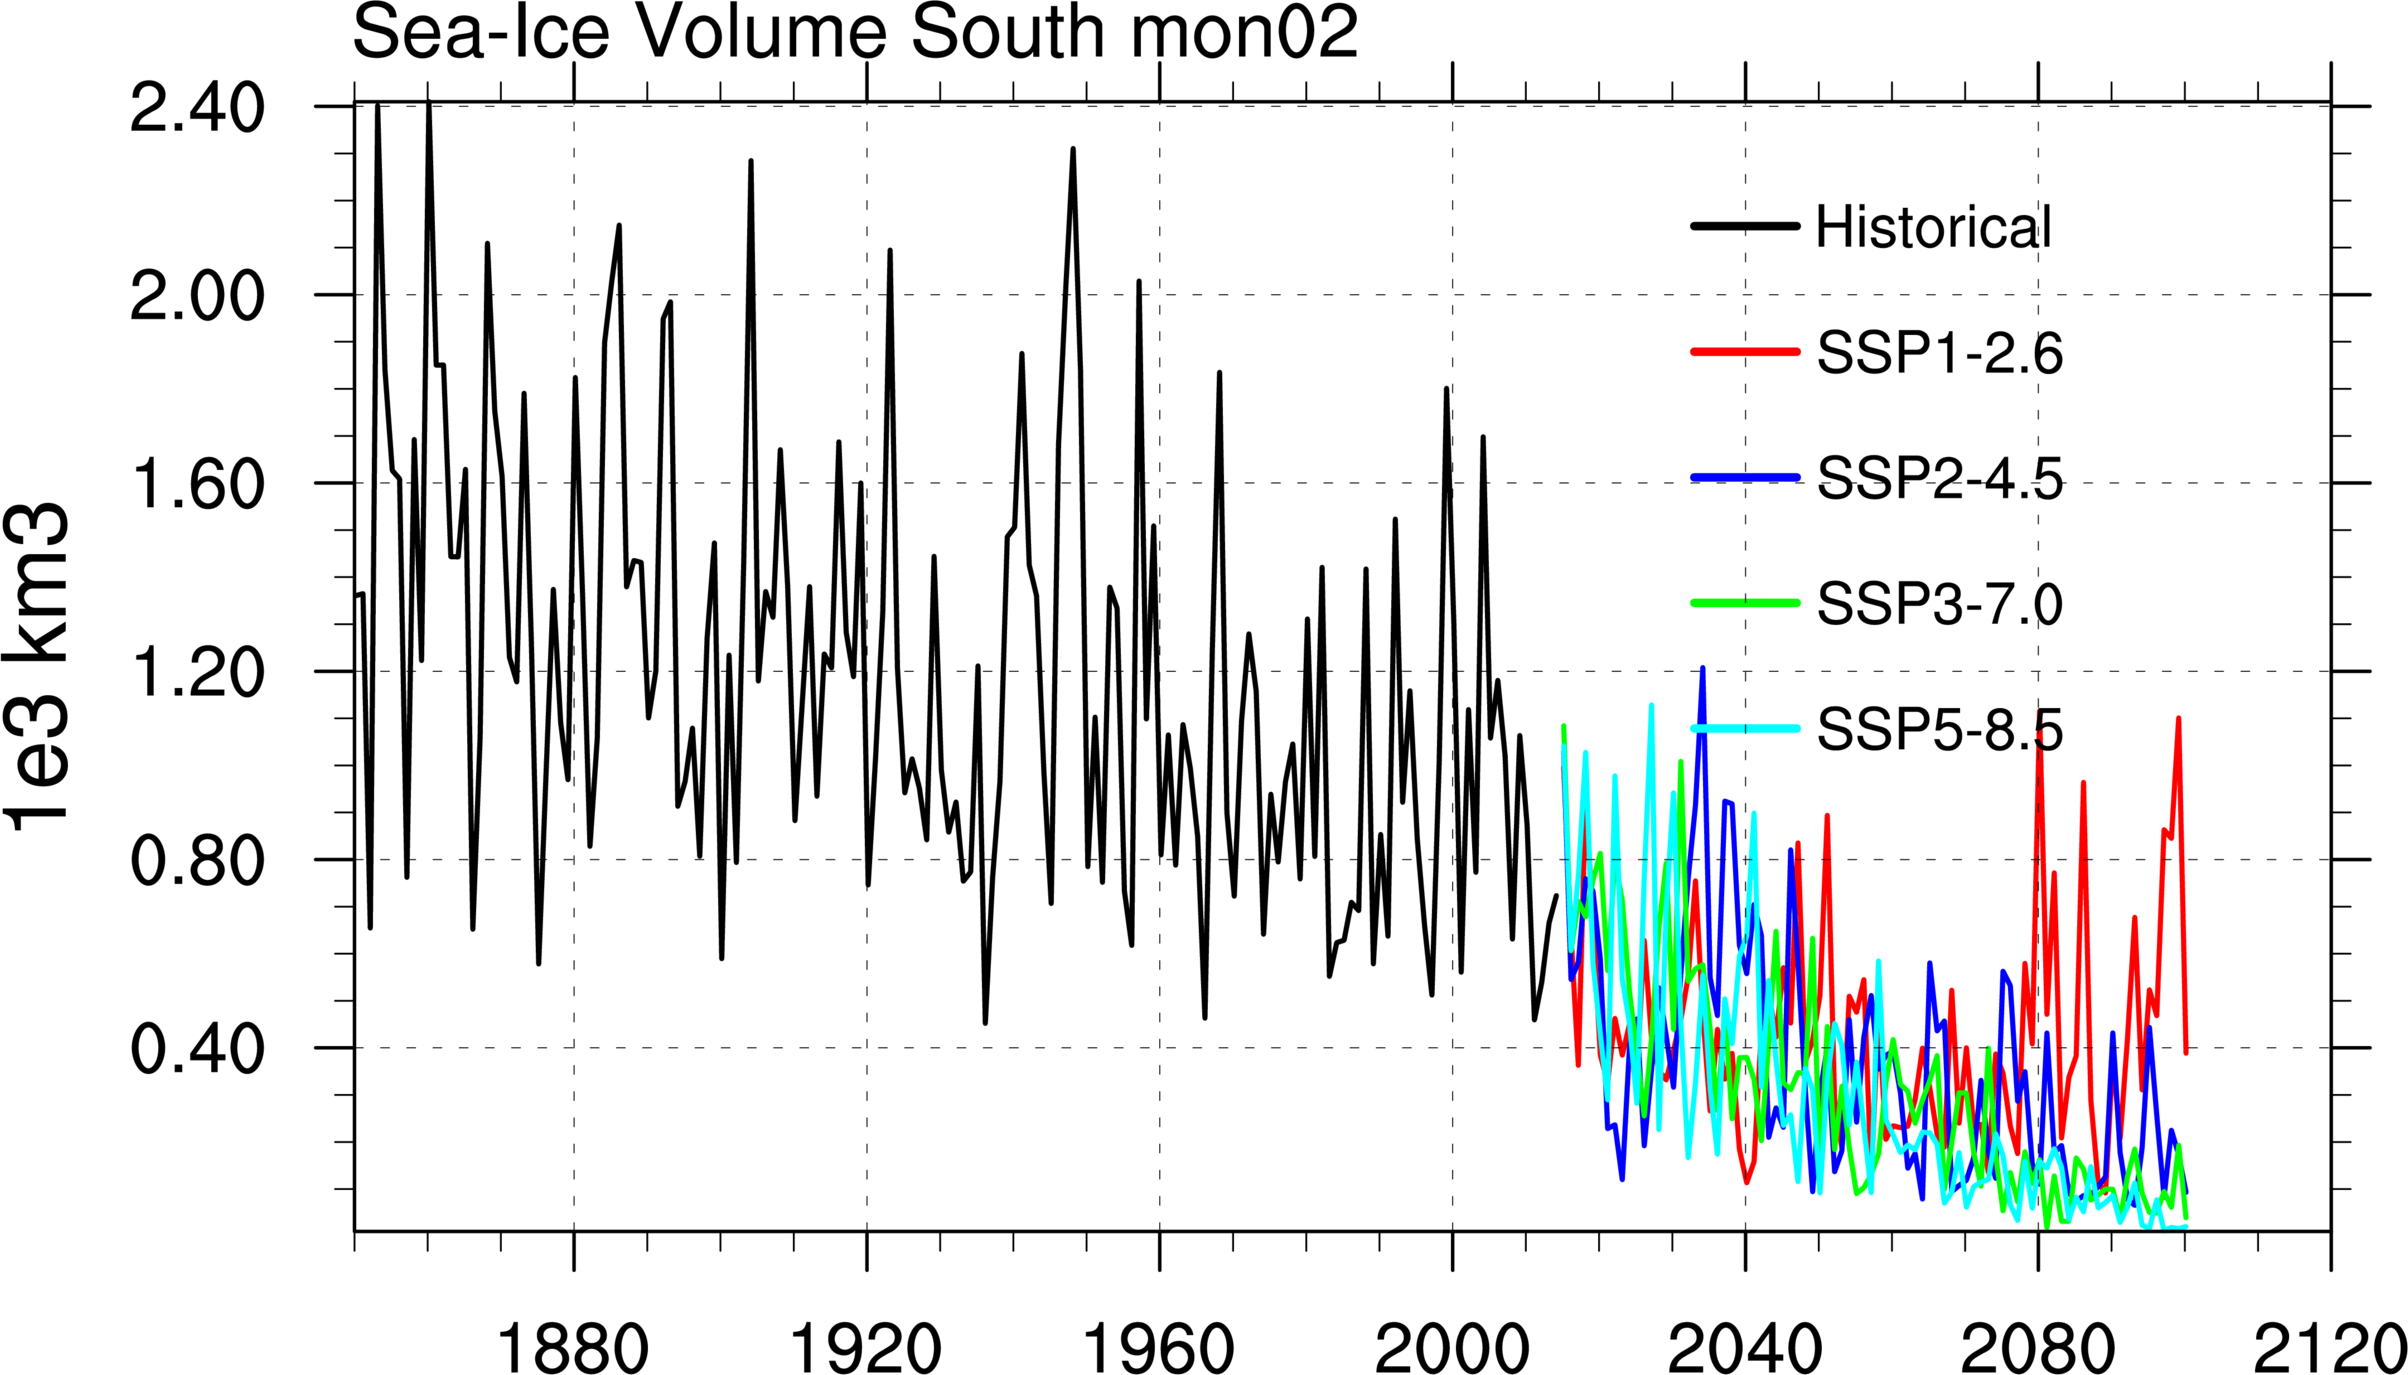 Sea-Ice Volume South mon02
1e3 km3
2.40
2.00
1.60
1.20
0.80
0.40
Historical
SSP1-2.6
SSP2-4.5
SSP3-7.0
SSP5-8.5
1880 1920 1960 2000 2040 2080 2120